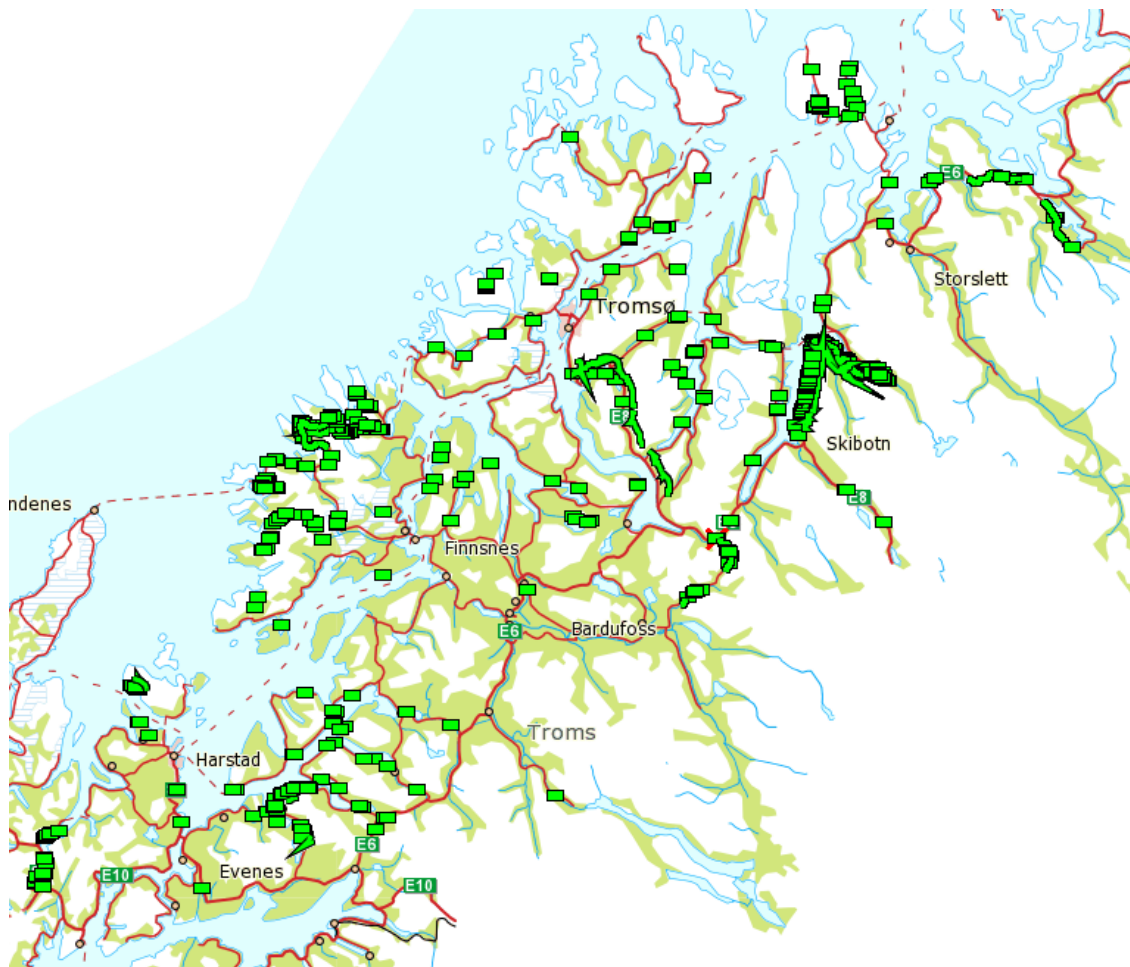 E6
Storslett
Tromsø
E8
Skibotn
E8
ndenes
Finnsnes
Bardufoss
E6
Troms
Harstad
E6
Evenes
E10
E10